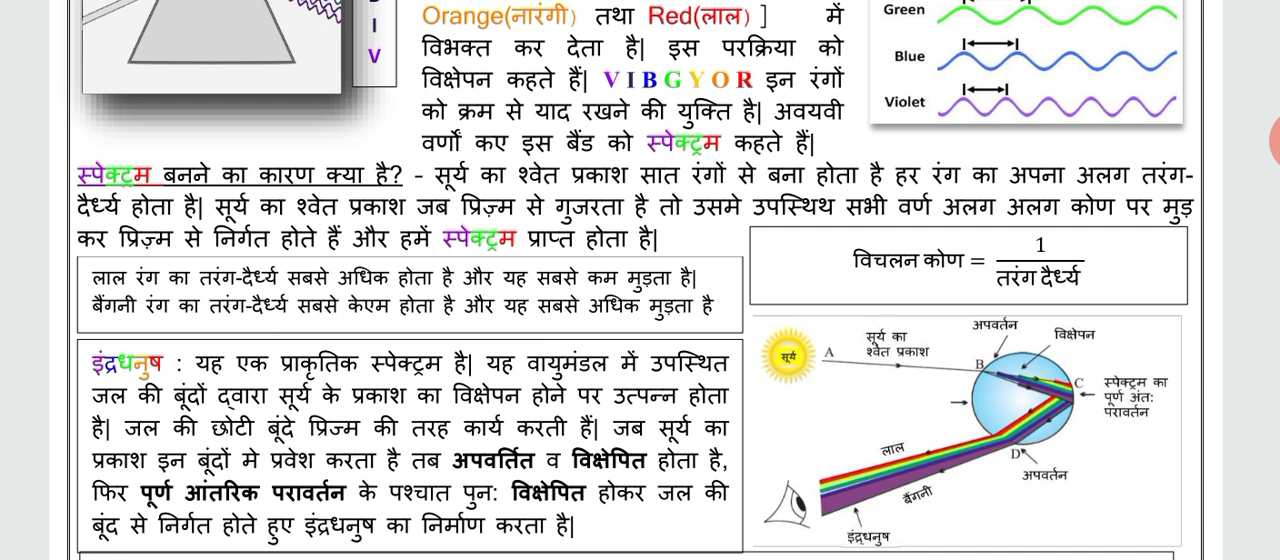 I
V
Orange(नारंगी) तथा Red(लाल) ] में
विभक्त कर देता है| इस परक्रिया को
विक्षेपन कहते हैं| V I B G Y O R इन रंगों
को क्रम से याद रखने की युक्ति है| अवयवी
वर्णों कए इस बैंड को स्पेक्ट्रम कहते हैं|
Green
Blue
Violet
स्पेक्ट्रम बनने का कारण क्या है? - सूर्य का श्वेत प्रकाश सात रंगों से बना होता है हर रंग का अपना अलग तरंग-
दैर्ध्य होता है| सूर्य का श्वेत प्रकाश जब प्रिज़्म से गुजरता है तो उसमे उपस्थिथ सभी वर्ण अलग अलग कोण पर मुड़
कर प्रिज़्म से निर्गत होते हैं और हमें स्पेक्ट्रम प्राप्त होता है|
विचलन कोण = 1
तरंग दैर्ध्य
लाल रंग का तरंग-दैर्ध्य सबसे अधिक होता है और यह सबसे कम मुड़ता है|
बैंगनी रंग का तरंग-दैर्ध्य सबसे केएम होता है और यह सबसे अधिक मुड़ता है
इंद्रधनुष : यह एक प्राकृतिक स्पेक्ट्रम है| यह वायुमंडल में उपस्थित
जल की बूंदों द्वारा सूर्य के प्रकाश का विक्षेपन होने पर उत्पन्न होता
है| जल की छोटी बूंदे प्रिज्म की तरह कार्य करती हैं| जब सूर्य का
प्रकाश इन बूंदों मे प्रवेश करता है तब अपवर्तित व विक्षेपित होता है,
फिर पूर्ण आंतरिक परावर्तन के पश्चात पुन: विक्षेपित होकर जल की
बूंद से निर्गत होते हुए इंद्रधनुष का निर्माण करता है|
सूर्य
A
सूर्य का
श्वेत प्रकाश
अपवर्तन
विक्षेपन
B
C
स्पेक्ट्रम का
पूर्ण अंत:
परावर्तन
लाल
D
अपवर्तन
बैंगनी
इंद्रधनुष